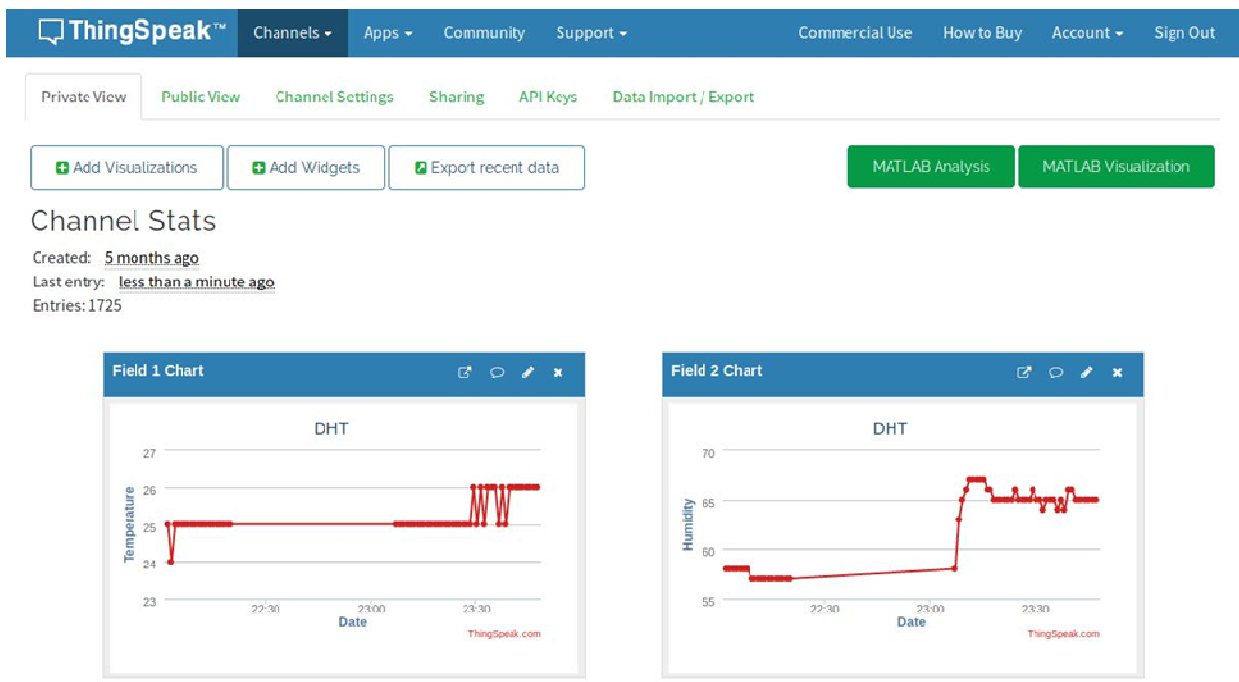 ThingSpeak™ Channels Apps Community Support Commercial Use How to Buy Account Sign Out
Private View Public View Channel Settings Sharing API Keys Data Import / Export
Add Visualizations Add Widgets Export recent data MATLAB Analysis MATLAB Visualization
Channel Stats
Created: 5 months ago
Last entry: less than a minute ago
Entries: 1725
Field 1 Chart
DHT
Temperature
27
26
25
24
23
22:30 23:00 23:30
Date
ThingSpeak.com
Field 2 Chart
DHT
Humidity
70
65
60
55
22:30 23:00 23:30
Date
ThingSpeak.com